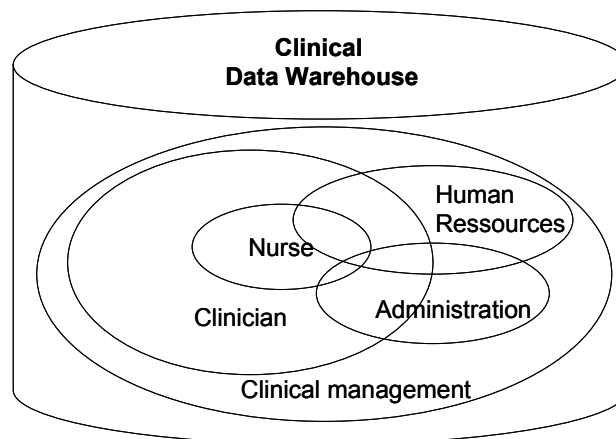 Clinical
Data Warehouse
Human
Ressources
Nurse
Clinician
Administration
Clinical management